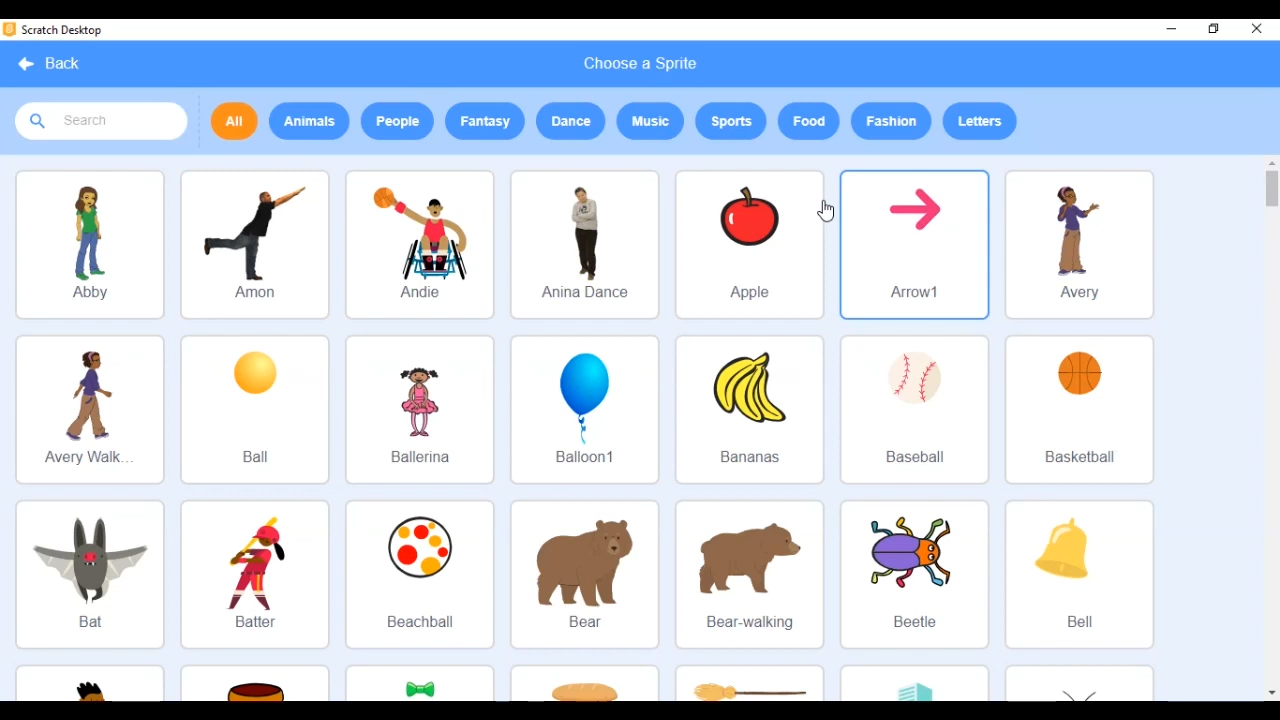 Scratch Desktop
Back
Choose a Sprite
Search
All
Animals
People
Fantasy
Dance
Music
Sports
Food
Fashion
Letters
Abby
Amon
Andie
Anina Dance
Apple
Arrow1
Avery
Avery Walk...
Ball
Ballerina
Balloon1
Bananas
Baseball
Basketball
Bat
Batter
Beachball
Bear
Bear-walking
Beetle
Bell